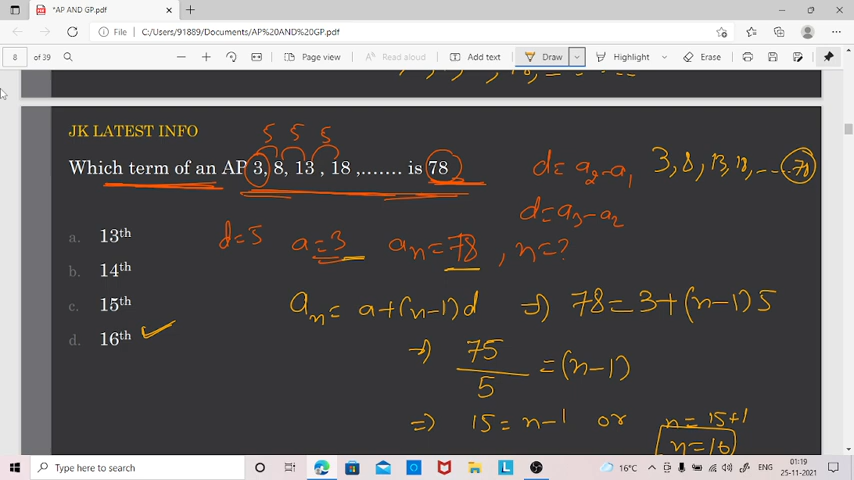 *AP AND GP.pdf
File | C:/Users/91889/Documents/AP%20AND%20GP.pdf
8 of 39 Page view Read aloud Add text Draw Highlight Erase
JK LATEST INFO
5 5 5
Which term of an AP 3, 8, 13 , 18 ,....... is 78
d= a2-a1
3, 8, 13, 18, ..... 78
d= a3-a2
a. 13th
d=5 a=3 an=78 , n=?
b. 14th
c. 15th
an= a+(n-1)d => 78=3+(n-1)5
d. 16th
=> 75/5 =(n-1)
=> 15=n-1 or n=15+1
n=16
Type here to search
16°C
ENG
01:19
25-11-2021